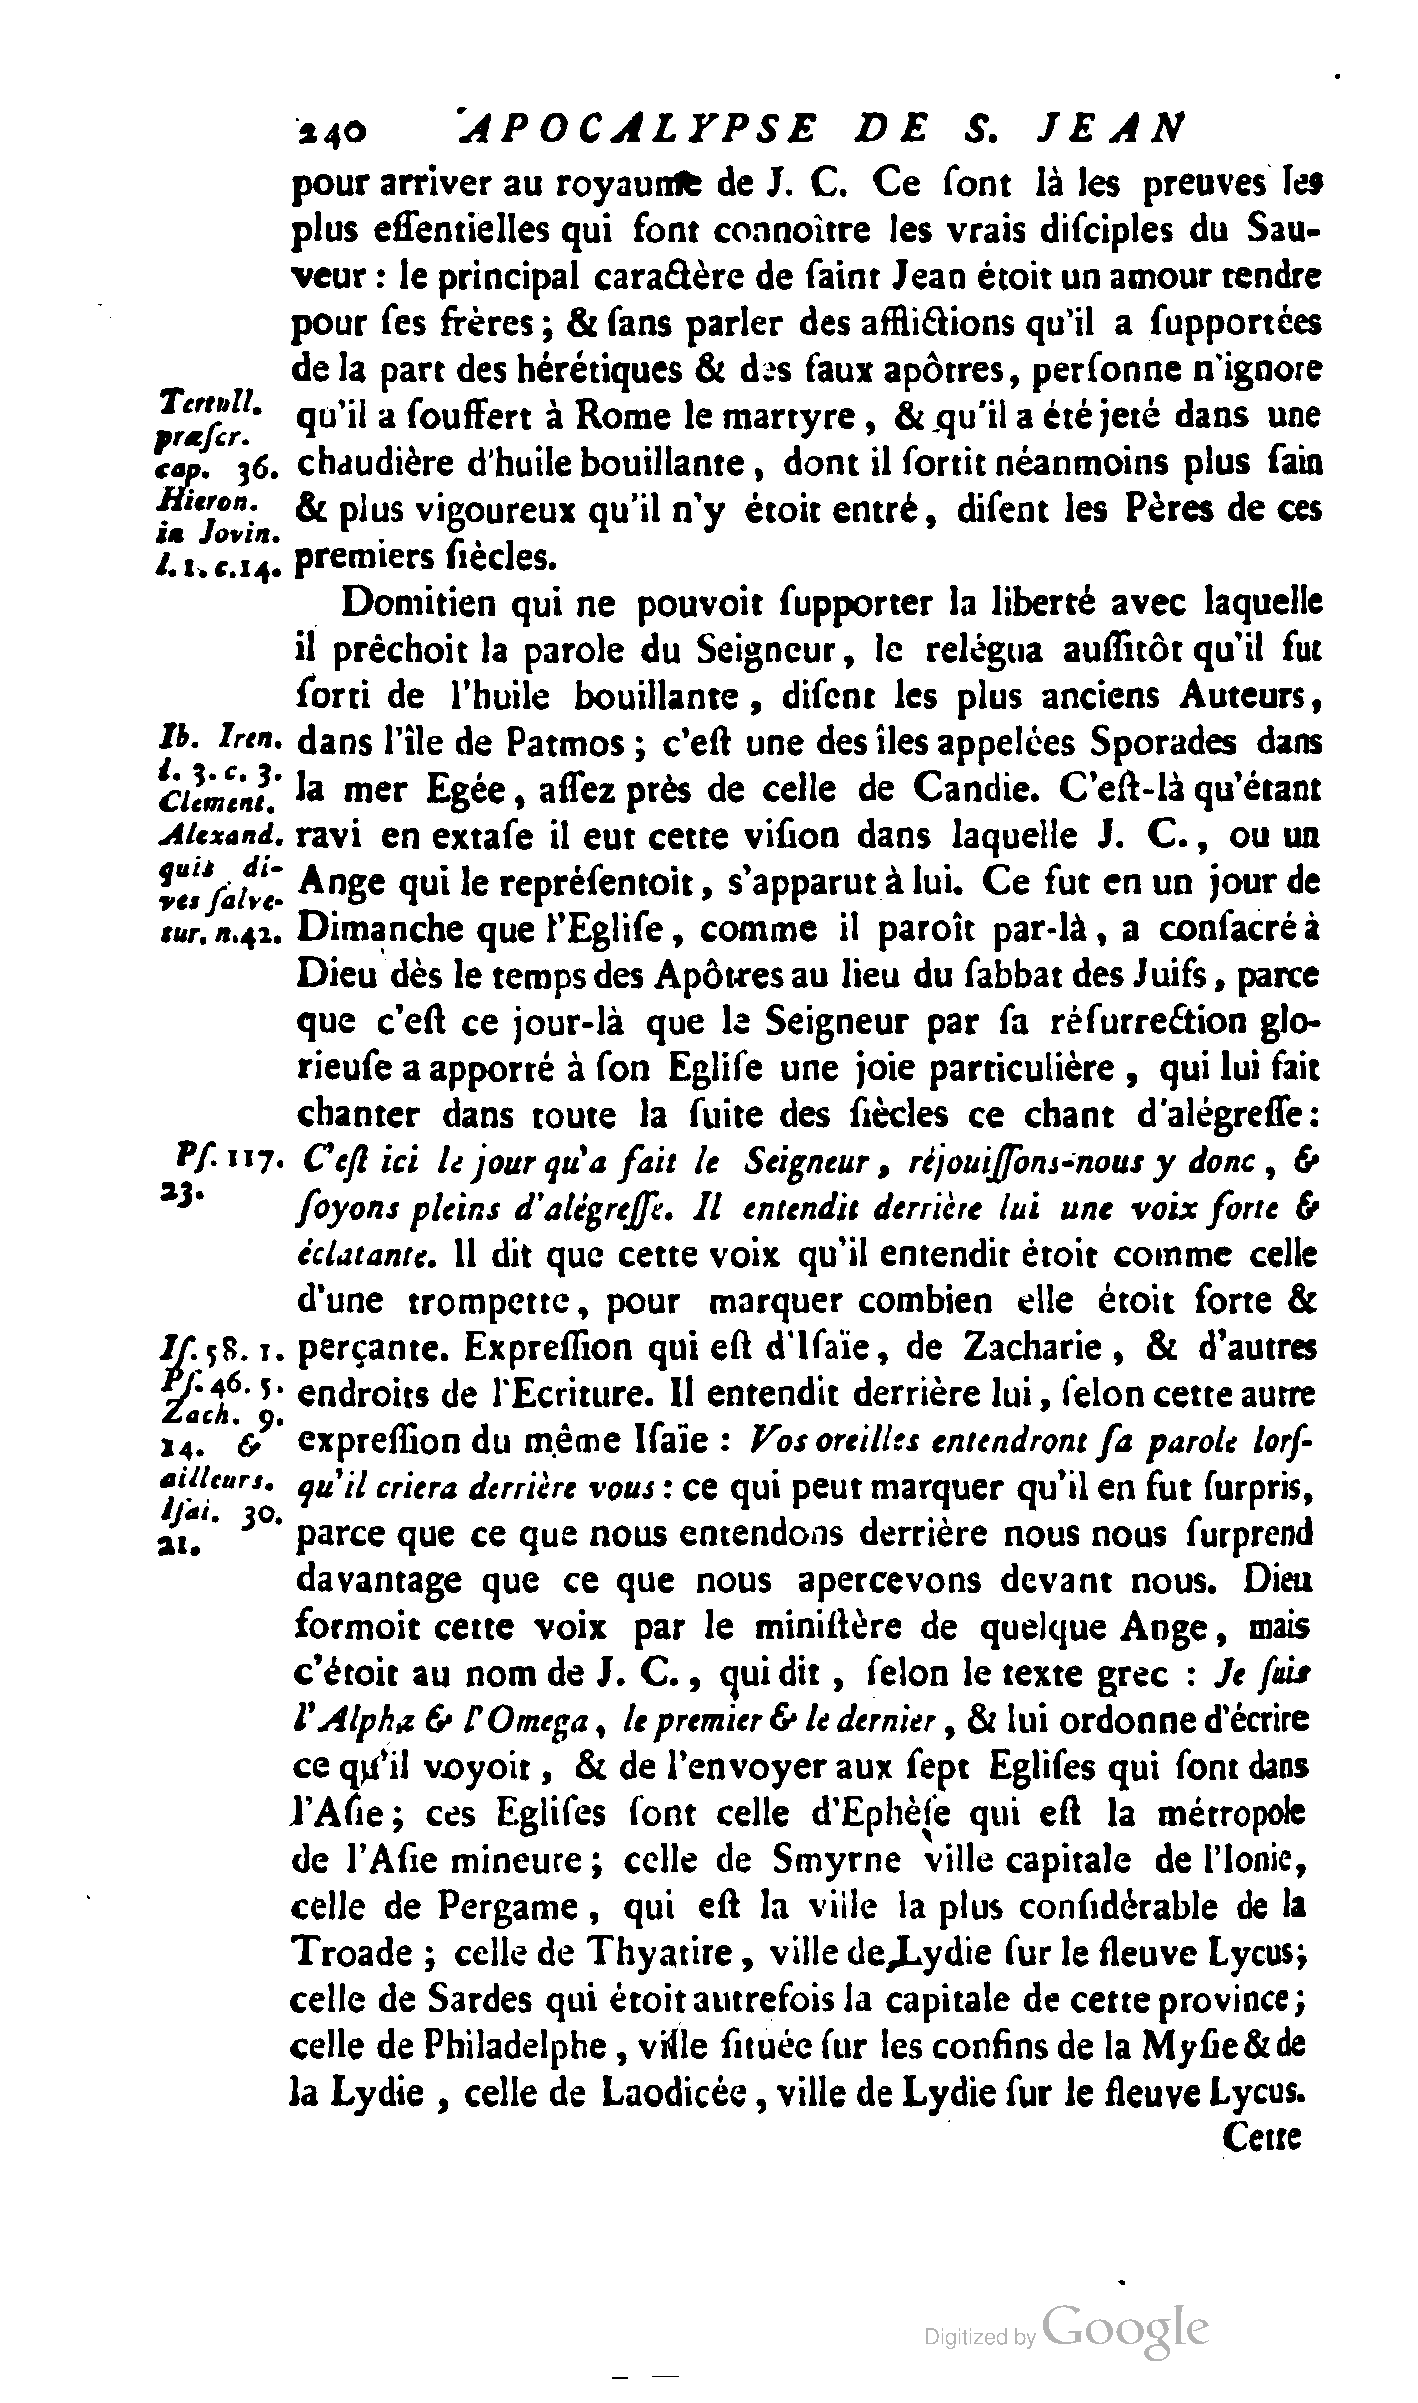 240 APOCALYPSE DE S. JEAN
pour arriver au royaume de J. C. Ce ſont là les preuves les
plus eſſentielles qui font connoître les vrais diſciples du Sau-
veur : le principal caractère de ſaint Jean étoit un amour tendre
pour ſes frères ; & ſans parler des afflictions qu'il a ſupportées
de la part des hérétiques & des faux apôtres, perſonne n'ignore
Tertull. qu'il a ſouffert à Rome le martyre, & qu'il a été jeté dans une
præſcr.
cap. 36. chaudière d'huile bouillante, dont il ſortit néanmoins plus ſain
Hieron. & plus vigoureux qu'il n'y étoit entré, diſent les Pères de ces
in Jovin.
l. 1. c.14. premiers ſiècles.
Domitien qui ne pouvoit ſupporter la liberté avec laquelle
il prêchoit la parole du Seigneur, le relégua auſſitôt qu'il fut
ſorti de l'huile bouillante, diſent les plus anciens Auteurs,
Ib. Iren. dans l'île de Patmos ; c'eſt une des îles appelées Sporades dans
l. 3. c. 3. la mer Egée, aſſez près de celle de Candie. C'eſt-là qu'étant
Clement.
Alexand. ravi en extaſe il eut cette viſion dans laquelle J. C., ou un
quis di- Ange qui le repréſentoit, s'apparut à lui. Ce fut en un jour de
ves ſalve-
tur. n.42. Dimanche que l'Egliſe, comme il paroît par-là, a conſacré à
Dieu dès le temps des Apôtres au lieu du ſabbat des Juifs, parce
que c'eſt ce jour-là que le Seigneur par ſa réſurrection glo-
rieuſe a apporté à ſon Egliſe une joie particulière, qui lui fait
chanter dans toute la ſuite des ſiècles ce chant d'alégreſſe :
Pſ. 117. C'eſt ici le jour qu'a fait le Seigneur, réjouiſſons-nous y donc, &
23. ſoyons pleins d'alégreſſe. Il entendit derrière lui une voix forte &
éclatante. Il dit que cette voix qu'il entendit étoit comme celle
d'une trompette, pour marquer combien elle étoit forte &
Iſ. 58. 1. perçante. Expreſſion qui eſt d'Iſaïe, de Zacharie, & d'autres
Pſ. 46. 5. endroits de l'Ecriture. Il entendit derrière lui, ſelon cette autre
Zach. 9.
14. & expreſſion du même Iſaïe : Vos oreilles entendront ſa parole lorſ-
ailleurs. qu'il criera derrière vous : ce qui peut marquer qu'il en fut ſurpris,
Iſai. 30.
21. parce que ce que nous entendons derrière nous nous ſurprend
davantage que ce que nous apercevons devant nous. Dieu
formoit cette voix par le miniſtère de quelque Ange, mais
c'étoit au nom de J. C., qui dit, ſelon le texte grec : Je ſuis
l'Alpha & l'Omega, le premier & le dernier, & lui ordonne d'écrire
ce qu'il voyoit, & de l'envoyer aux ſept Egliſes qui ſont dans
l'Aſie ; ces Egliſes ſont celle d'Ephèſe qui eſt la métropole
de l'Aſie mineure ; celle de Smyrne ville capitale de l'Ionie,
celle de Pergame, qui eſt la ville la plus conſidérable de la
Troade ; celle de Thyatire, ville de Lydie ſur le fleuve Lycus ;
celle de Sardes qui étoit autrefois la capitale de cette province ;
celle de Philadelphe, ville ſituée ſur les confins de la Myſie & de
la Lydie, celle de Laodicée, ville de Lydie ſur le fleuve Lycus.
Cette
Digitized by Google